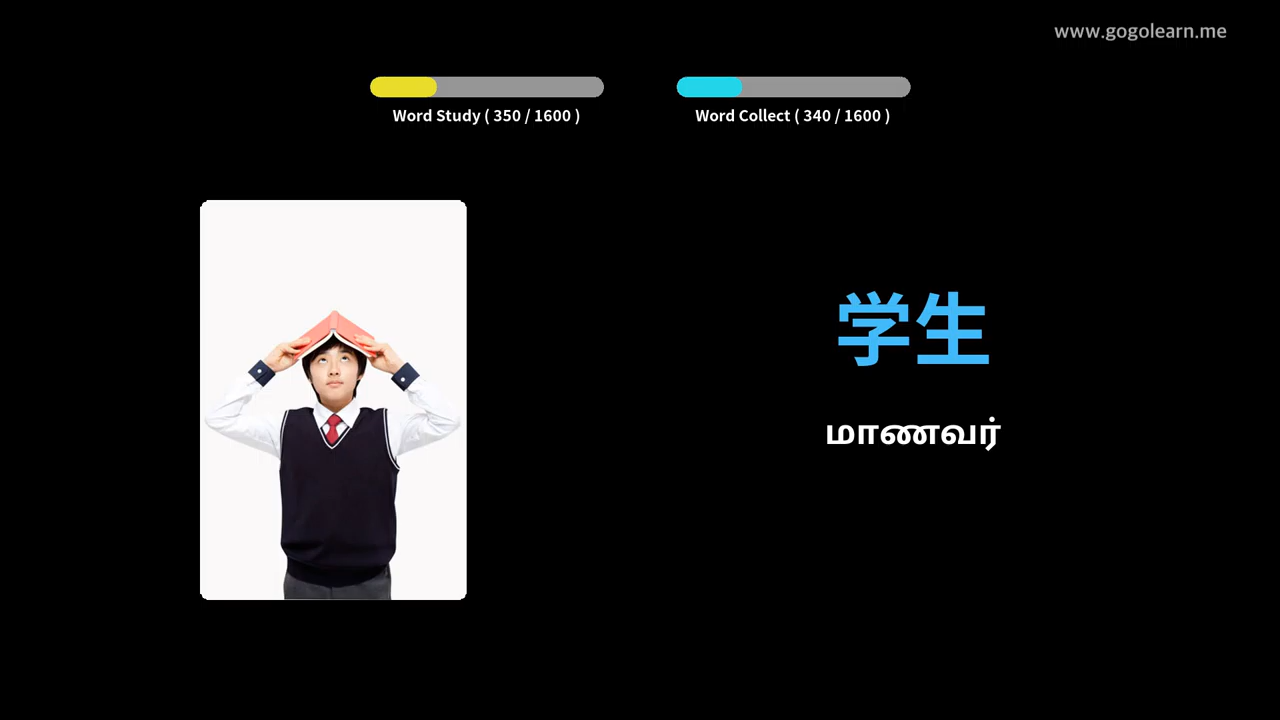 www.gogolearn.me
Word Study ( 350 / 1600 )
Word Collect ( 340 / 1600 )
学生
மாணவர்